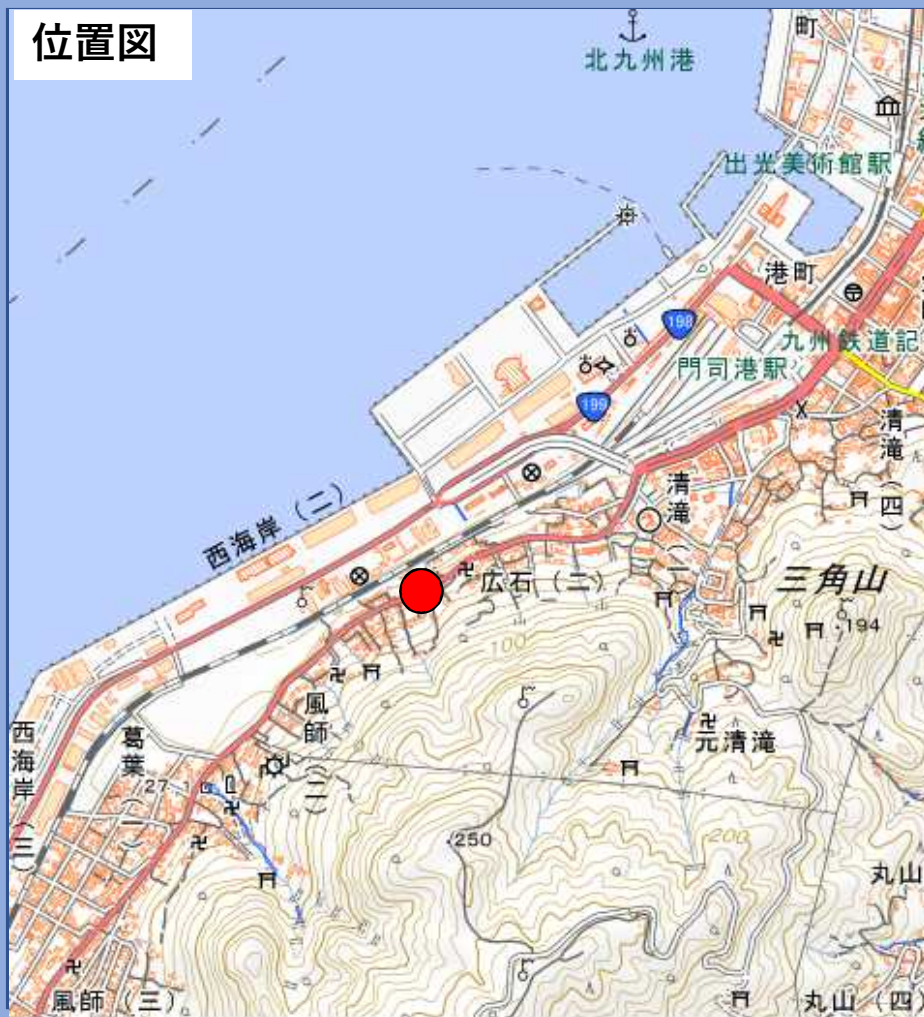 位置図
北九州港
町
出光美術館駅
港町
198
九州鉄道記
門司港駅
199
清滝（四）
清滝（一）
西海岸（二）
広石（二）
三角山
100
194
風師（二）
元清滝
西海岸（三）
葛葉（一）
27
250
200
丸山
風師（三）
丸山（四）